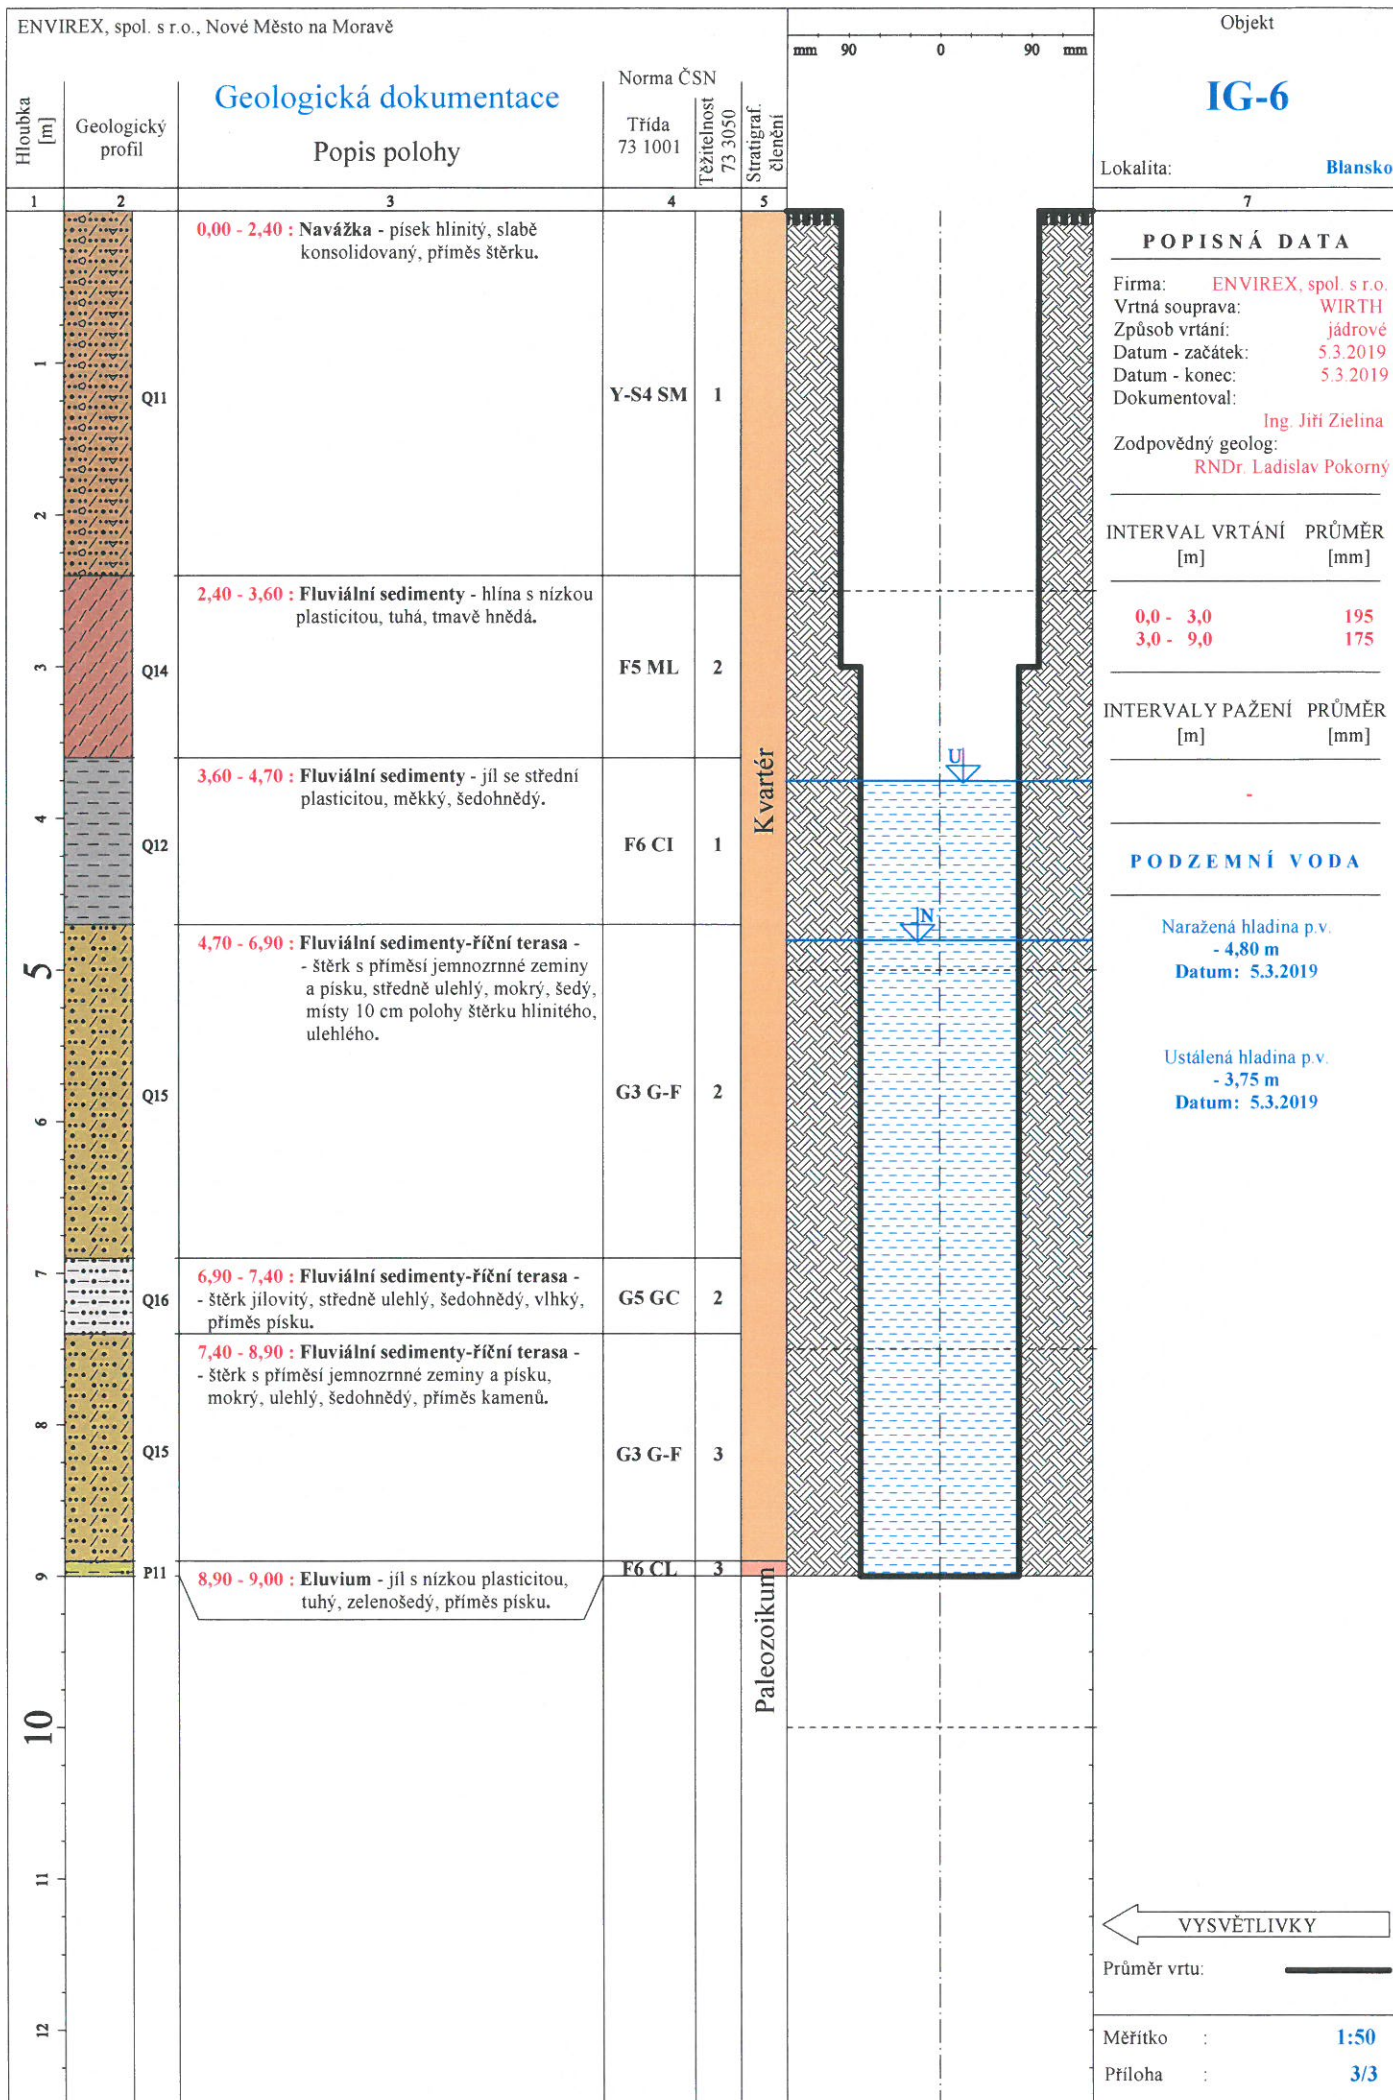 ENVIREX, spol. s r.o., Nové Město na Moravě
Hloubka
[m]
Geologický
profil
Geologická dokumentace
Popis polohy
Norma ČSN
Třída
73 1001
Těžitelnost
73 3050
Stratigraf.
členění
mm 90 0 90 mm
Objekt
IG-6
Lokalita: Blansko
1 2 3 4 5 7
0,00 - 2,40 : Navážka - písek hlinitý, slabě
konsolidovaný, příměs štěrku.
1
Q11
Y-S4 SM 1
2
2,40 - 3,60 : Fluviální sedimenty - hlína s nízkou
plasticitou, tuhá, tmavě hnědá.
3
Q14
F5 ML 2
3,60 - 4,70 : Fluviální sedimenty - jíl se střední
plasticitou, měkký, šedohnědý.
4
Q12
F6 CI 1
4,70 - 6,90 : Fluviální sedimenty-říční terasa -
- štěrk s příměsí jemnozrnné zeminy
a písku, středně ulehlý, mokrý, šedý,
místy 10 cm polohy štěrku hlinitého,
ulehlého.
5
Q15
G3 G-F 2
6
6,90 - 7,40 : Fluviální sedimenty-říční terasa -
- štěrk jílovitý, středně ulehlý, šedohnědý, vlhký,
příměs písku.
7
Q16
G5 GC 2
7,40 - 8,90 : Fluviální sedimenty-říční terasa -
- štěrk s příměsí jemnozrnné zeminy a písku,
mokrý, ulehlý, šedohnědý, příměs kamenů.
8
Q15
G3 G-F 3
9
P11
F6 CL 3
8,90 - 9,00 : Eluvium - jíl s nízkou plasticitou,
tuhý, zelenošedý, příměs písku.
10
11
12
Kvartér
Paleozoikum
U
N
POPISNÁ DATA
Firma: ENVIREX, spol. s r.o.
Vrtná souprava: WIRTH
Způsob vrtání: jádrové
Datum - začátek: 5.3.2019
Datum - konec: 5.3.2019
Dokumentoval:
Ing. Jiří Zielina
Zodpovědný geolog:
RNDr. Ladislav Pokorný
INTERVAL VRTÁNÍ PRŮMĚR
[m] [mm]
0,0 - 3,0 195
3,0 - 9,0 175
INTERVALY PAŽENÍ PRŮMĚR
[m] [mm]
-
PODZEMNÍ VODA
Naražená hladina p.v.
- 4,80 m
Datum: 5.3.2019
Ustálená hladina p.v.
- 3,75 m
Datum: 5.3.2019
VYSVĚTLIVKY
Průměr vrtu:
Měřítko : 1:50
Příloha : 3/3